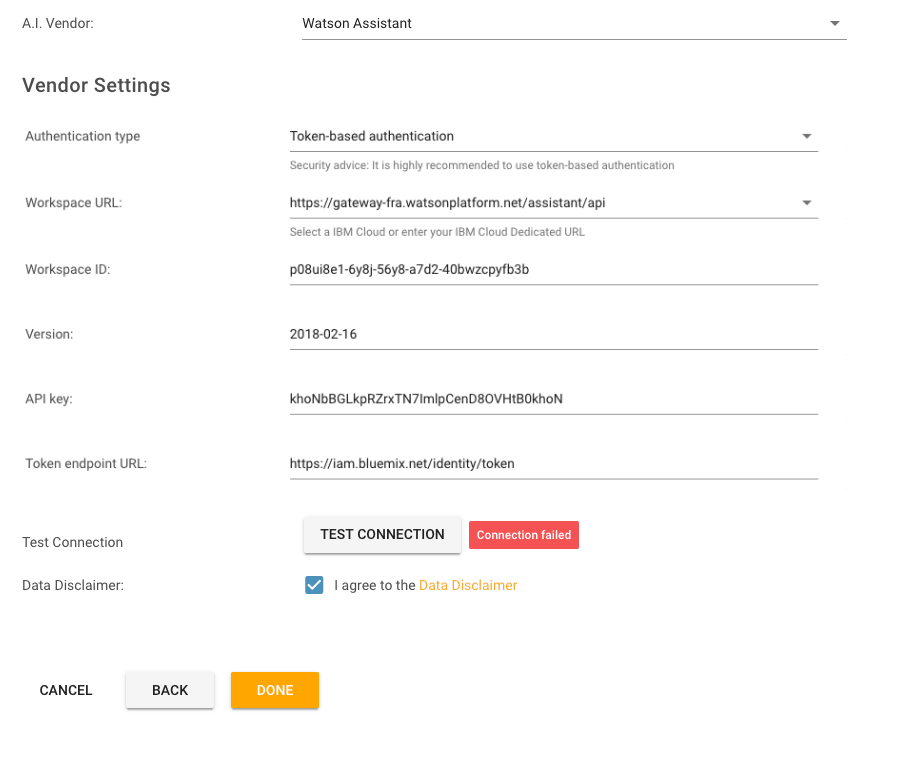 A.I. Vendor: Watson Assistant
Vendor Settings
Authentication type Token-based authentication
Security advice: It is highly recommended to use token-based authentication
Workspace URL: https://gateway-fra.watsonplatform.net/assistant/api
Select a IBM Cloud or enter your IBM Cloud Dedicated URL
Workspace ID: p08ui8e1-6y8j-56y8-a7d2-40bwzcpyfb3b
Version: 2018-02-16
API key: khoNbBGLkpRZrxTN7ImlpCenD8OVHtB0khoN
Token endpoint URL: https://iam.bluemix.net/identity/token
Test Connection TEST CONNECTION Connection failed
Data Disclaimer: I agree to the Data Disclaimer
CANCEL BACK DONE